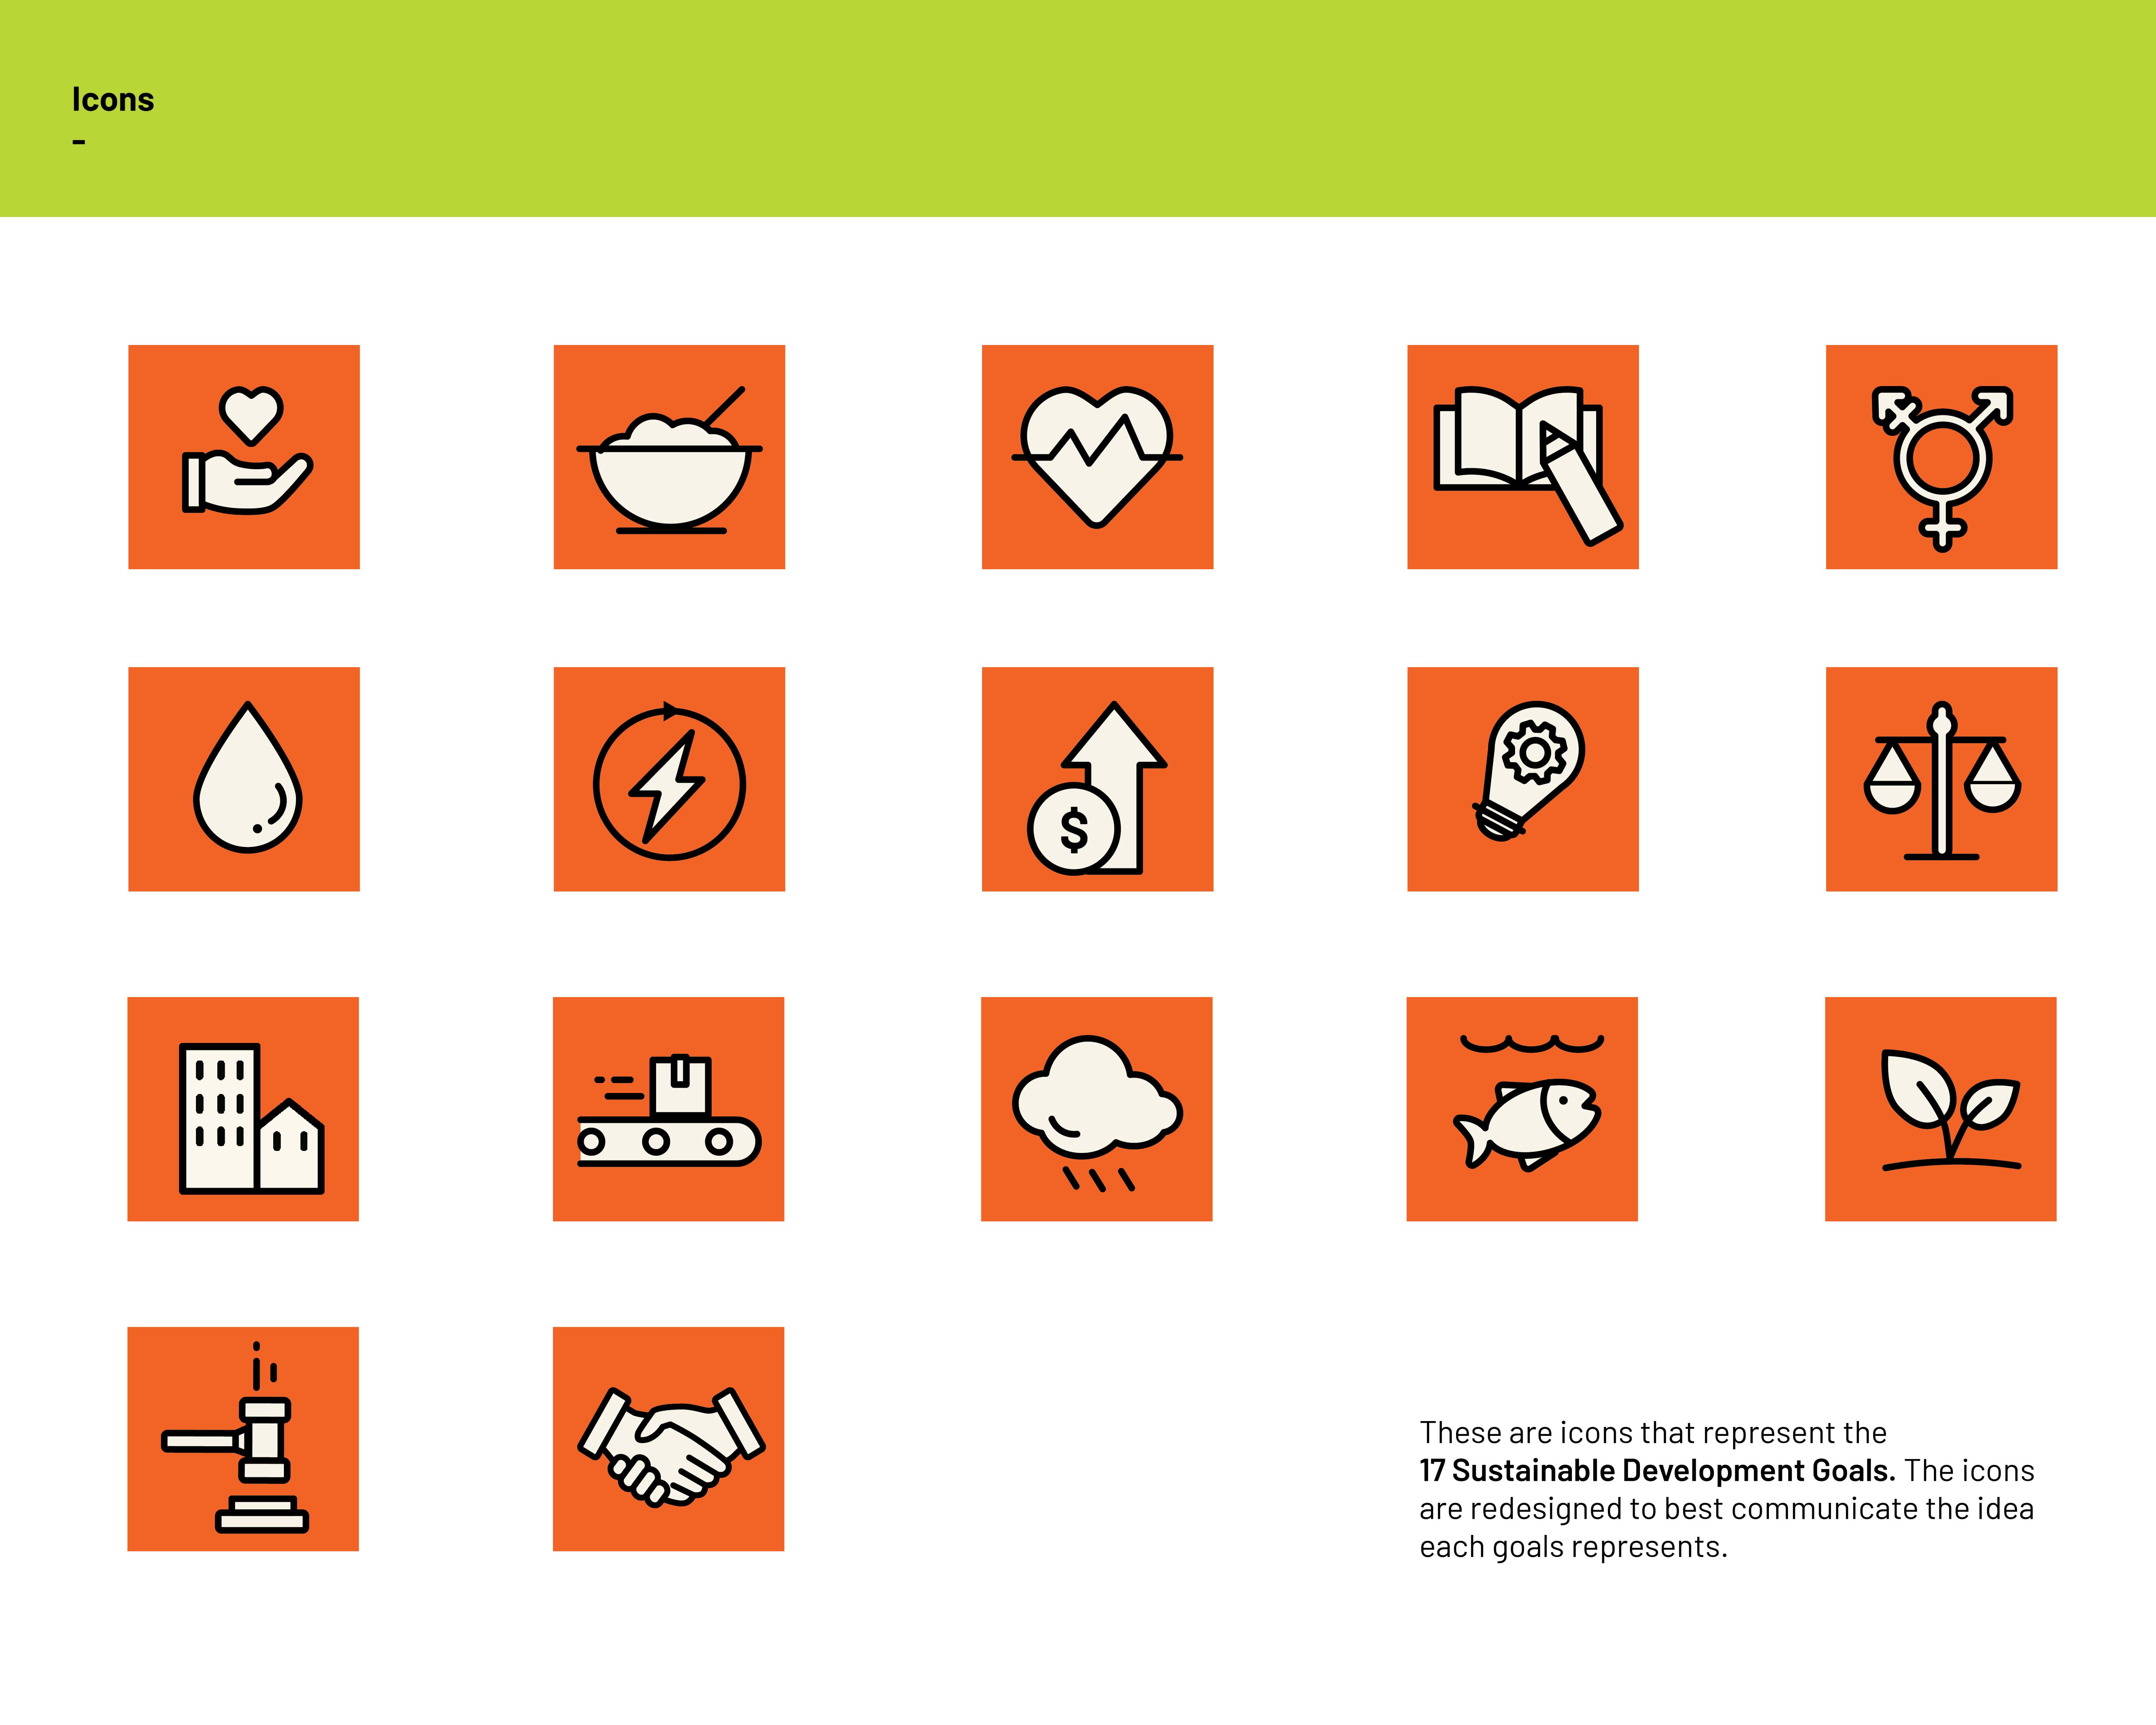 Icons
-
$
These are icons that represent the
17 Sustainable Development Goals. The icons
are redesigned to best communicate the idea
each goals represents.